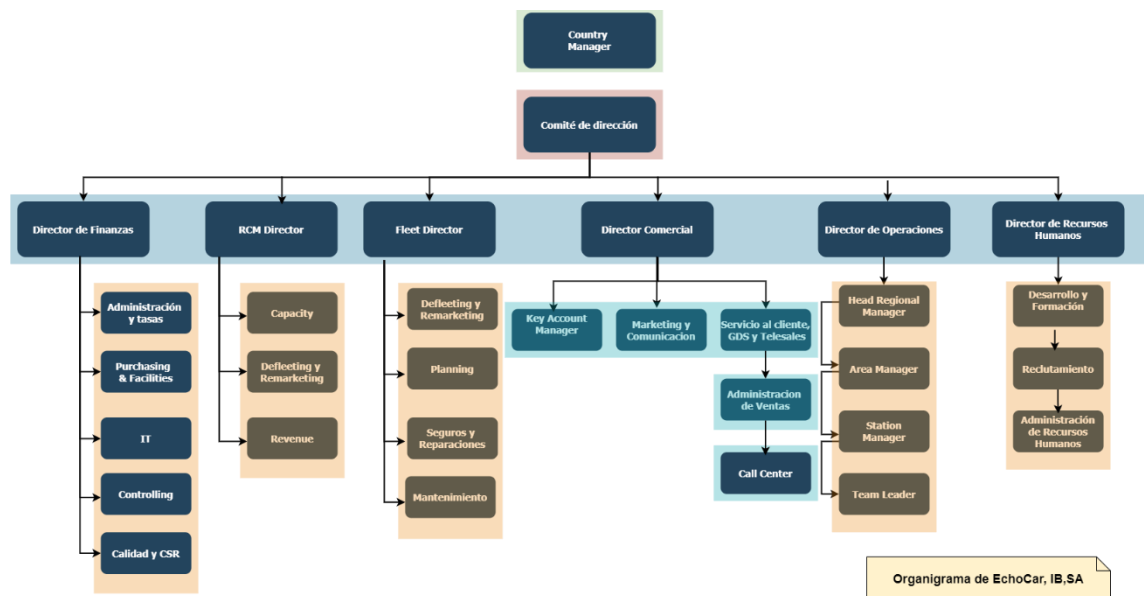 Country
Manager
Comité de dirección
Director de Finanzas
RCM Director
Fleet Director
Director Comercial
Director de Operaciones
Director de Recursos
Humanos
Administración
y tasas
Purchasing
& Facilities
IT
Controlling
Calidad y CSR
Capacity
Defleeting y
Remarketing
Revenue
Defleeting y
Remarketing
Planning
Seguros y
Reparaciones
Mantenimiento
Key Account
Manager
Marketing y
Comunicacion
Servicio al cliente,
GDS y Telesales
Administracion
de Ventas
Call Center
Head Regional
Manager
Area Manager
Station
Manager
Team Leader
Desarrollo y
Formación
Reclutamiento
Administración
de Recursos
Humanos
Organigrama de EchoCar, IB,SA